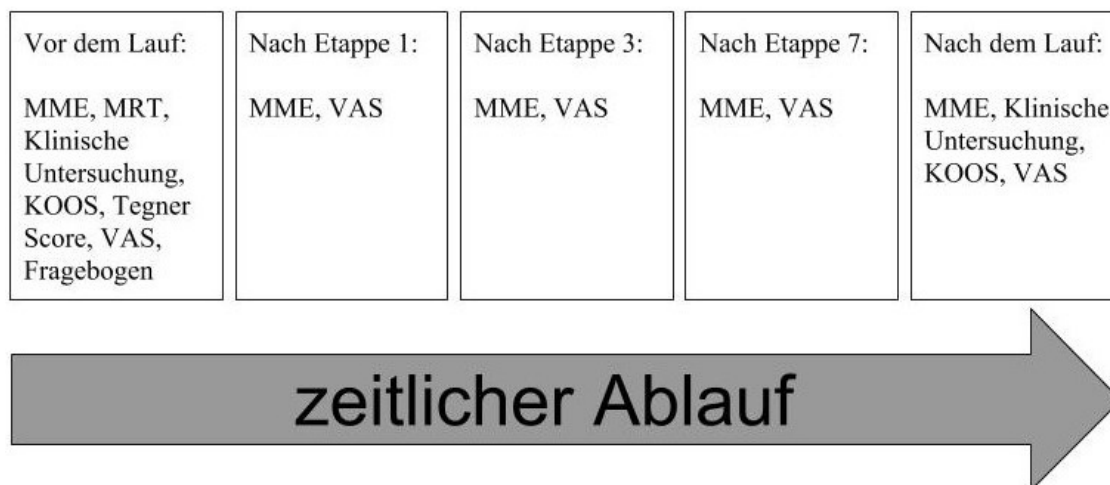 Vor dem Lauf:
MME, MRT,
Klinische
Untersuchung,
KOOS, Tegner
Score, VAS,
Fragebogen
Nach Etappe 1:
MME, VAS
Nach Etappe 3:
MME, VAS
Nach Etappe 7:
MME, VAS
Nach dem Lauf:
MME, Klinische
Untersuchung,
KOOS, VAS
zeitlicher Ablauf